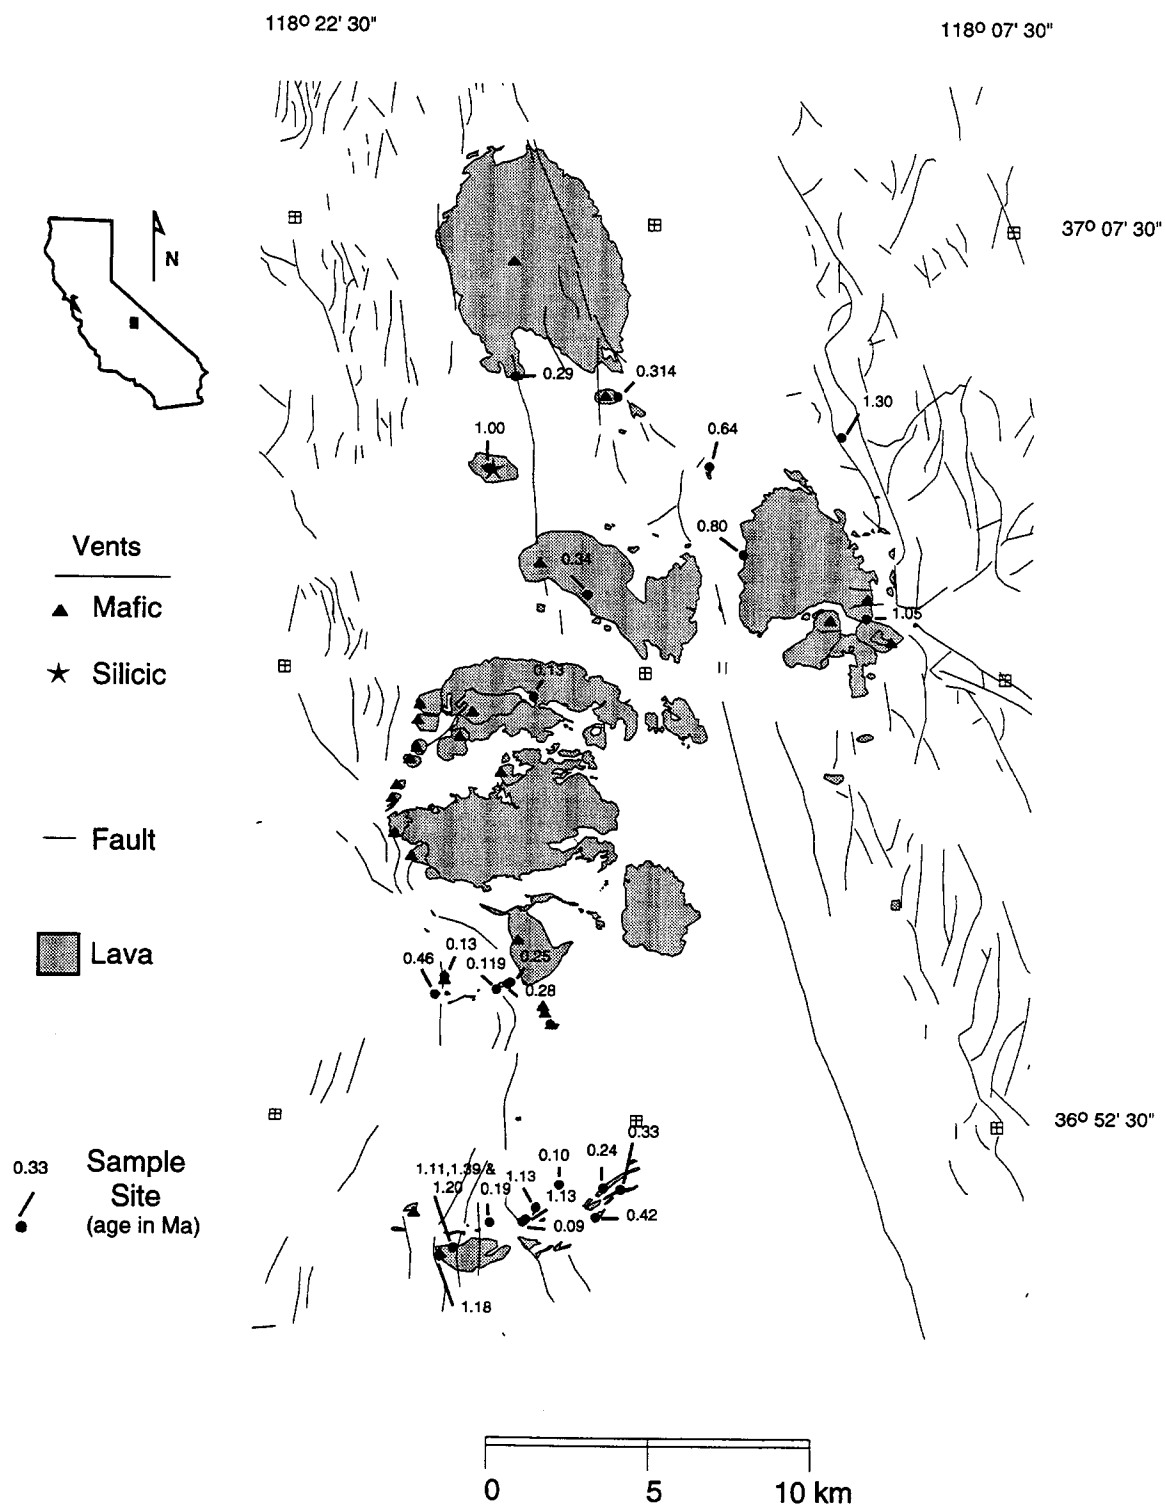 118o 22' 30"
118o 07' 30"
37o 07' 30"
N
0.29
0.314
1.30
1.00
0.64
0.80
0.34
1.05
Vents
Mafic
Silicic
0.13
Fault
Lava
0.46
0.13
0.119
0.25
0.28
36o 52' 30"
0.33
Sample
Site
(age in Ma)
0.33
0.10
0.24
1.11,1.39 &
1.20
0.19
1.13
1.13
0.09
0.42
1.18
0
5
10 km